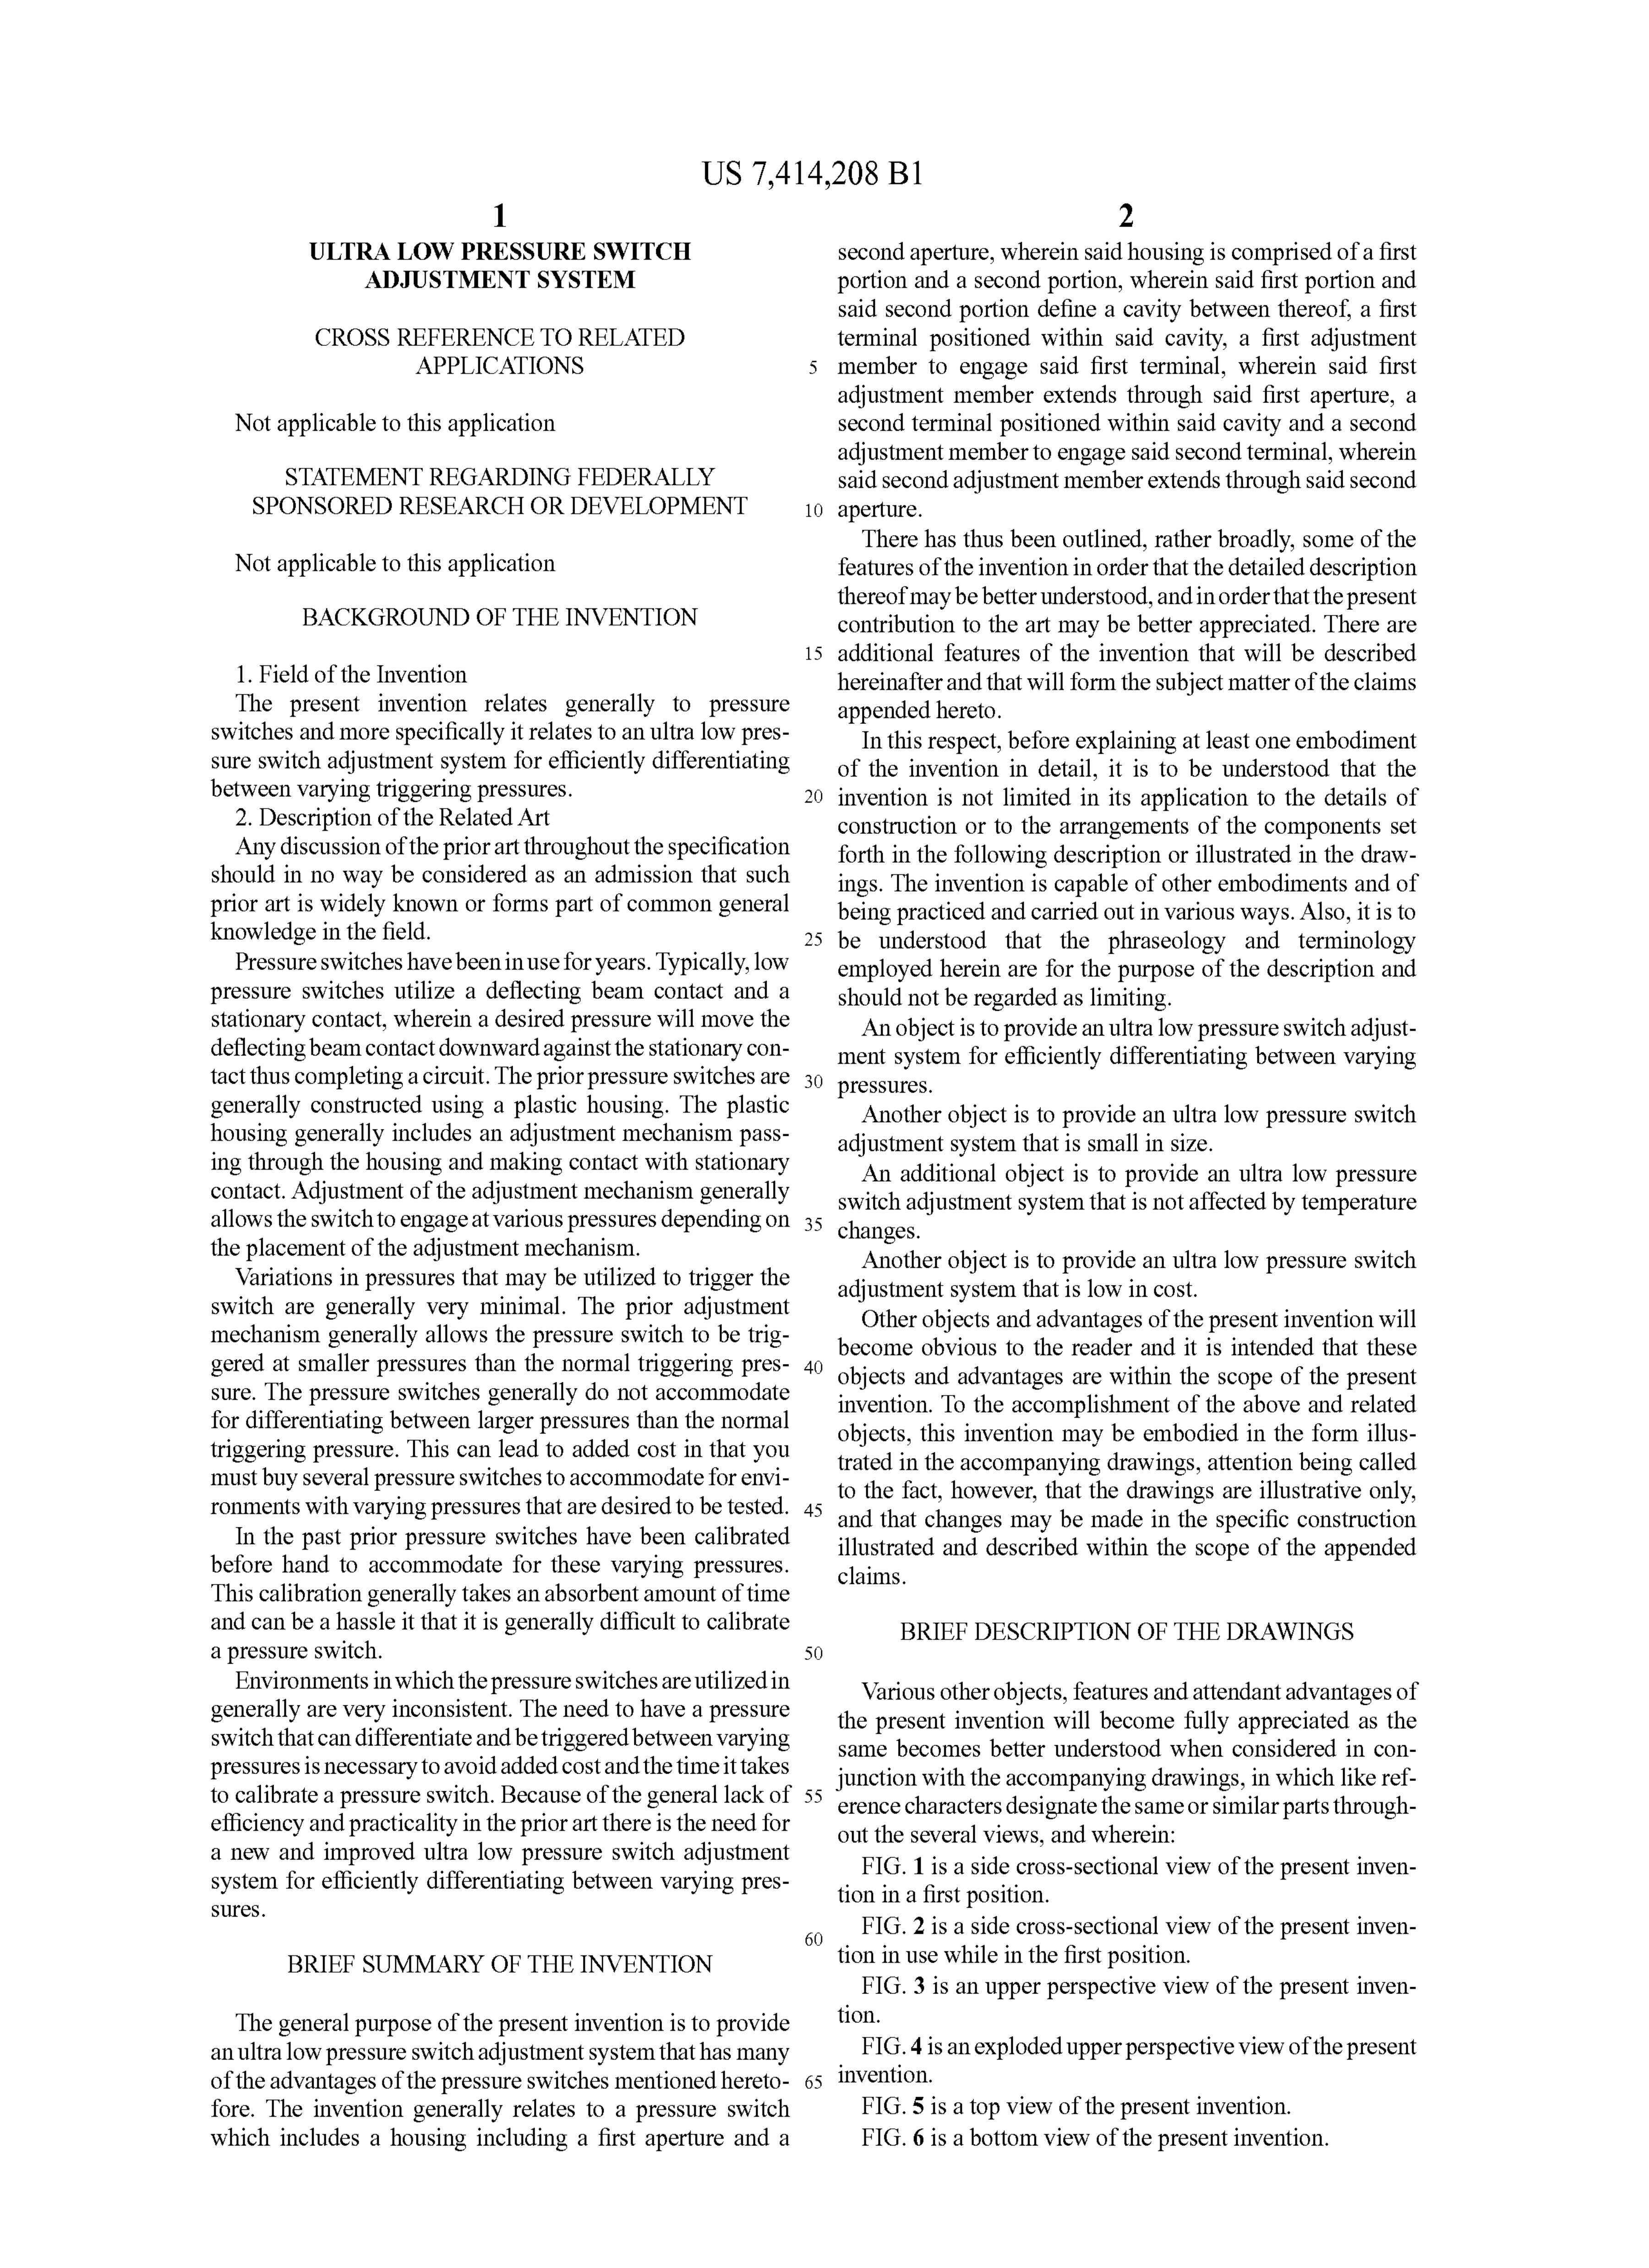 US 7,414,208 B1
1
ULTRA LOW PRESSURE SWITCH
ADJUSTMENT SYSTEM
CROSS REFERENCE TO RELATED
APPLICATIONS
Not applicable to this application
STATEMENT REGARDING FEDERALLY
SPONSORED RESEARCH OR DEVELOPMENT
Not applicable to this application
BACKGROUND OF THE INVENTION
1. Field of the Invention
The present invention relates generally to pressure
switches and more specifically it relates to an ultra low pres-
sure switch adjustment system for efficiently differentiating
between varying triggering pressures.
2. Description of the Related Art
Any discussion of the prior art throughout the specification
should in no way be considered as an admission that such
prior art is widely known or forms part of common general
knowledge in the field.
Pressure switches have been in use for years. Typically, low
pressure switches utilize a deflecting beam contact and a
stationary contact, wherein a desired pressure will move the
deflecting beam contact downward against the stationary con-
tact thus completing a circuit. The prior pressure switches are
generally constructed using a plastic housing. The plastic
housing generally includes an adjustment mechanism pass-
ing through the housing and making contact with stationary
contact. Adjustment of the adjustment mechanism generally
allows the switch to engage at various pressures depending on
the placement of the adjustment mechanism.
Variations in pressures that may be utilized to trigger the
switch are generally very minimal. The prior adjustment
mechanism generally allows the pressure switch to be trig-
gered at smaller pressures than the normal triggering pres-
sure. The pressure switches generally do not accommodate
for differentiating between larger pressures than the normal
triggering pressure. This can lead to added cost in that you
must buy several pressure switches to accommodate for envi-
ronments with varying pressures that are desired to be tested.
In the past prior pressure switches have been calibrated
before hand to accommodate for these varying pressures.
This calibration generally takes an absorbent amount of time
and can be a hassle it that it is generally difficult to calibrate
a pressure switch.
Environments in which the pressure switches are utilized in
generally are very inconsistent. The need to have a pressure
switch that can differentiate and be triggered between varying
pressures is necessary to avoid added cost and the time it takes
to calibrate a pressure switch. Because of the general lack of
efficiency and practicality in the prior art there is the need for
a new and improved ultra low pressure switch adjustment
system for efficiently differentiating between varying pres-
sures.
BRIEF SUMMARY OF THE INVENTION
The general purpose of the present invention is to provide
an ultra low pressure switch adjustment system that has many
of the advantages of the pressure switches mentioned hereto-
fore. The invention generally relates to a pressure switch
which includes a housing including a first aperture and a
5
10
15
20
25
30
35
40
45
50
55
60
65
2
second aperture, wherein said housing is comprised of a first
portion and a second portion, wherein said first portion and
said second portion define a cavity between thereof, a first
terminal positioned within said cavity, a first adjustment
member to engage said first terminal, wherein said first
adjustment member extends through said first aperture, a
second terminal positioned within said cavity and a second
adjustment member to engage said second terminal, wherein
said second adjustment member extends through said second
aperture.
There has thus been outlined, rather broadly, some of the
features of the invention in order that the detailed description
thereof may be better understood, and in order that the present
contribution to the art may be better appreciated. There are
additional features of the invention that will be described
hereinafter and that will form the subject matter of the claims
appended hereto.
In this respect, before explaining at least one embodiment
of the invention in detail, it is to be understood that the
invention is not limited in its application to the details of
construction or to the arrangements of the components set
forth in the following description or illustrated in the draw-
ings. The invention is capable of other embodiments and of
being practiced and carried out in various ways. Also, it is to
be understood that the phraseology and terminology
employed herein are for the purpose of the description and
should not be regarded as limiting.
An object is to provide an ultra low pressure switch adjust-
ment system for efficiently differentiating between varying
pressures.
Another object is to provide an ultra low pressure switch
adjustment system that is small in size.
An additional object is to provide an ultra low pressure
switch adjustment system that is not affected by temperature
changes.
Another object is to provide an ultra low pressure switch
adjustment system that is low in cost.
Other objects and advantages of the present invention will
become obvious to the reader and it is intended that these
objects and advantages are within the scope of the present
invention. To the accomplishment of the above and related
objects, this invention may be embodied in the form illus-
trated in the accompanying drawings, attention being called
to the fact, however, that the drawings are illustrative only,
and that changes may be made in the specific construction
illustrated and described within the scope of the appended
claims.
BRIEF DESCRIPTION OF THE DRAWINGS
Various other objects, features and attendant advantages of
the present invention will become fully appreciated as the
same becomes better understood when considered in con-
junction with the accompanying drawings, in which like ref-
erence characters designate the same or similar parts through-
out the several views, and wherein:
FIG. 1 is a side cross-sectional view of the present inven-
tion in a first position.
FIG. 2 is a side cross-sectional view of the present inven-
tion in use while in the first position.
FIG. 3 is an upper perspective view of the present inven-
tion.
FIG. 4 is an exploded upper perspective view of the present
invention.
FIG. 5 is a top view of the present invention.
FIG. 6 is a bottom view of the present invention.